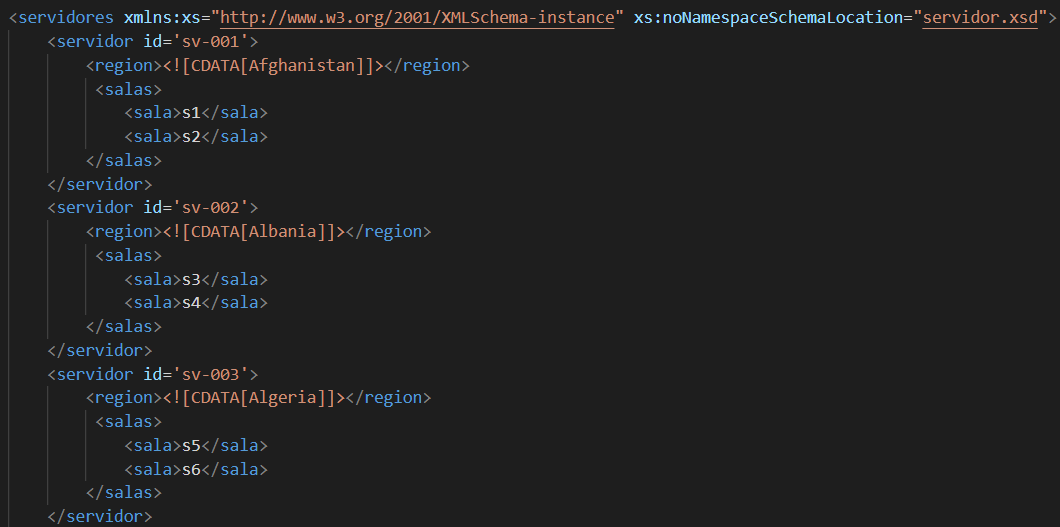 <servidores xmlns:xs="http://www.w3.org/2001/XMLSchema-instance" xs:noNamespaceSchemaLocation="servidor.xsd">
    <servidor id='sv-001'>
        <region><![CDATA[Afghanistan]]></region>
         <salas>
            <sala>s1</sala>
            <sala>s2</sala>
        </salas>
    </servidor>
    <servidor id='sv-002'>
        <region><![CDATA[Albania]]></region>
         <salas>
            <sala>s3</sala>
            <sala>s4</sala>
        </salas>
    </servidor>
    <servidor id='sv-003'>
        <region><![CDATA[Algeria]]></region>
         <salas>
            <sala>s5</sala>
            <sala>s6</sala>
        </salas>
    </servidor>